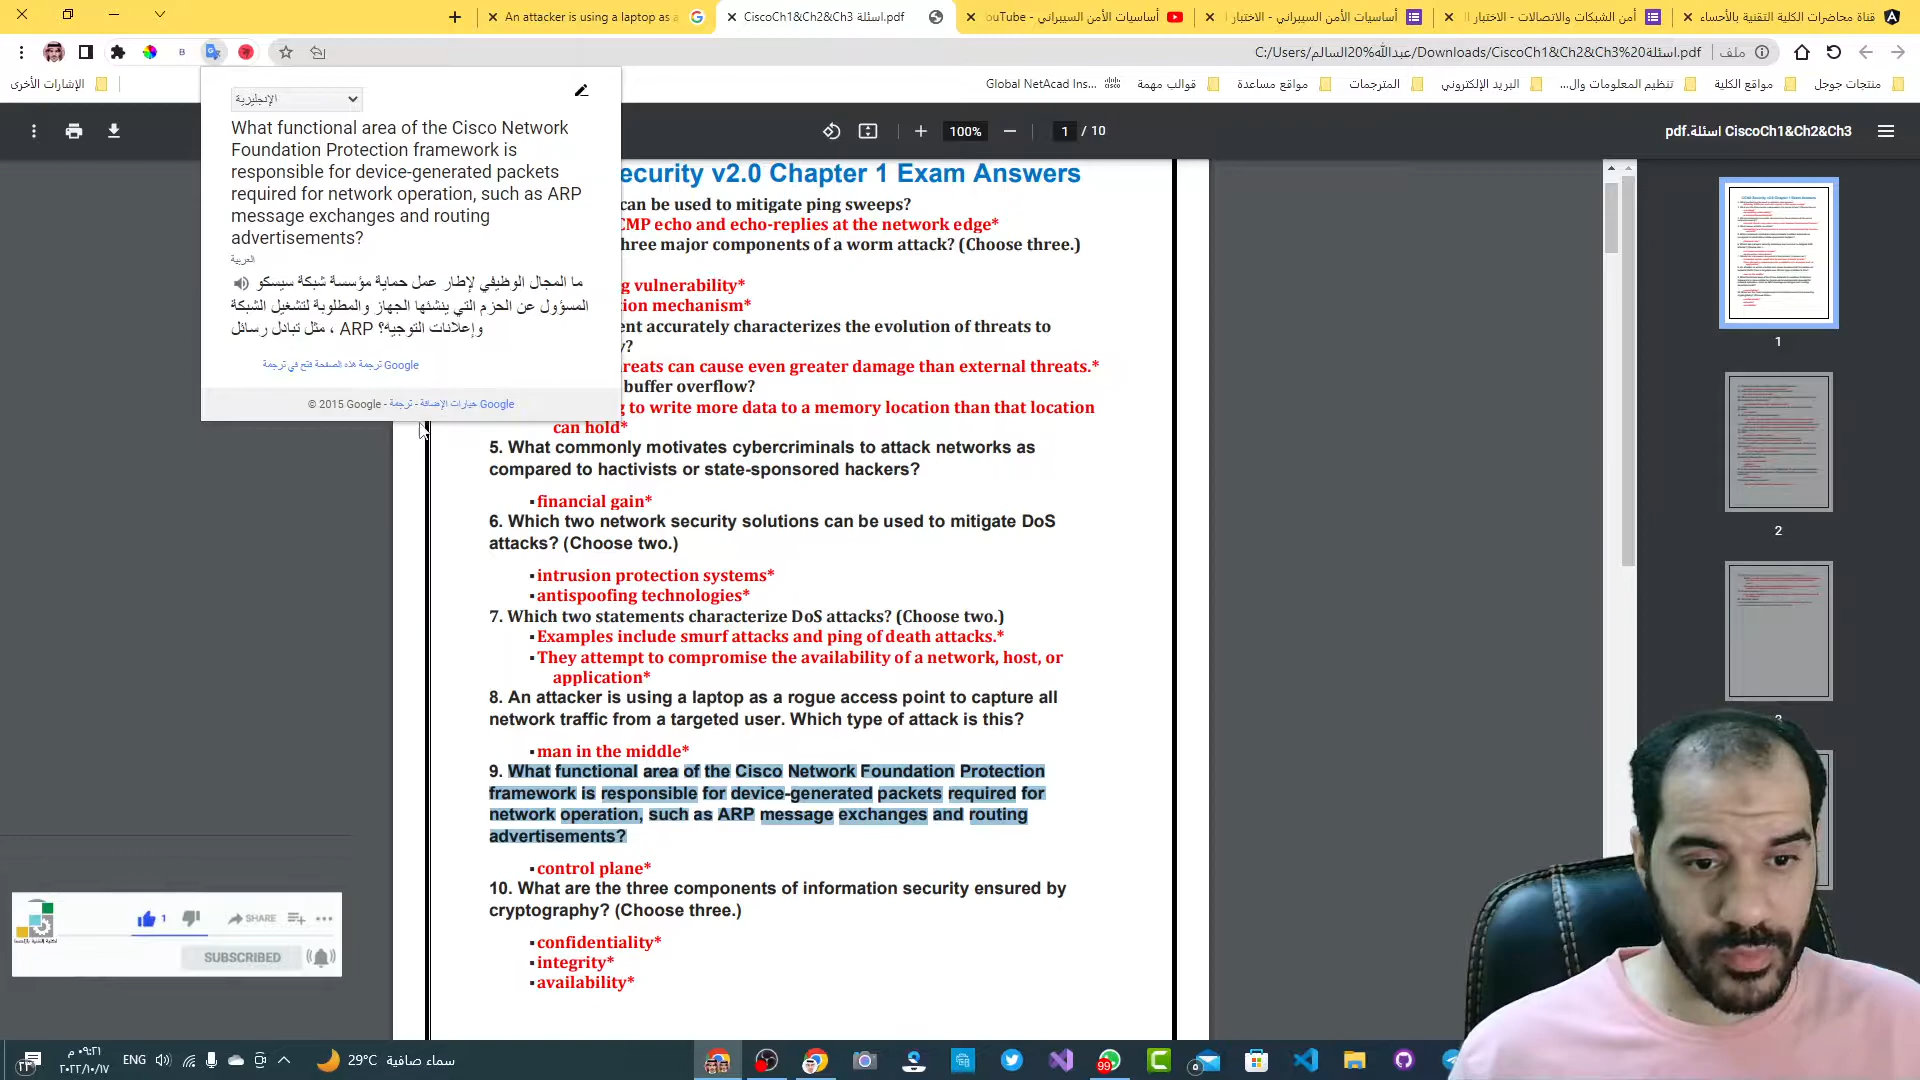 An attacker is using a laptop as a
CiscoCh1&Ch2&Ch3 اسئلة.pdf
أساسيات الأمن السيبراني - YouTube
أساسيات الأمن السيبراني - الاختبار ا
أمن الشبكات والاتصالات - الاختبار ال
قناة محاضرات الكلية التقنية بالأحساء
C:/Users/عبدالله%20السالم/Downloads/CiscoCh1&Ch2&Ch3%20اسئلة.pdf
ملف
الإشارات الأخرى
Global NetAcad Ins...
قوالب مهمة
مواقع مساعدة
المترجمات
البريد الإلكتروني
تنظيم المعلومات وال...
مواقع الكلية
منتجات جوجل
100%
1 / 10
CiscoCh1&Ch2&Ch3 اسئلة.pdf
الإنجليزية
What functional area of the Cisco Network
Foundation Protection framework is
responsible for device-generated packets
required for network operation, such as ARP
message exchanges and routing
advertisements?
العربية
ما المجال الوظيفي لإطار عمل حماية مؤسسة شبكة سيسكو
المسؤول عن الحزم التي ينشئها الجهاز والمطلوبة لتشغيل الشبكة
، مثل تبادل رسائل ARP وإعلانات التوجيه؟
ترجمة هذه الصفحة فتح في ترجمة Google
© 2015 Google - خيارات الإضافة - ترجمة Google
ecurity v2.0 Chapter 1 Exam Answers
can be used to mitigate ping sweeps?
CMP echo and echo-replies at the network edge*
hree major components of a worm attack? (Choose three.)
g vulnerability*
tion mechanism*
ent accurately characterizes the evolution of threats to
y?
reats can cause even greater damage than external threats.*
buffer overflow?
g to write more data to a memory location than that location
can hold*
5. What commonly motivates cybercriminals to attack networks as
compared to hactivists or state-sponsored hackers?
▪financial gain*
6. Which two network security solutions can be used to mitigate DoS
attacks? (Choose two.)
▪intrusion protection systems*
▪antispoofing technologies*
7. Which two statements characterize DoS attacks? (Choose two.)
▪Examples include smurf attacks and ping of death attacks.*
▪They attempt to compromise the availability of a network, host, or
application*
8. An attacker is using a laptop as a rogue access point to capture all
network traffic from a targeted user. Which type of attack is this?
▪man in the middle*
9. What functional area of the Cisco Network Foundation Protection
framework is responsible for device-generated packets required for
network operation, such as ARP message exchanges and routing
advertisements?
▪control plane*
10. What are the three components of information security ensured by
cryptography? (Choose three.)
▪confidentiality*
▪integrity*
▪availability*
1
2
1
SHARE
SUBSCRIBED
٠٩:٢١ م
٢٠٢٢/١٠/١٧
ENG
29°C
سماء صافية
99